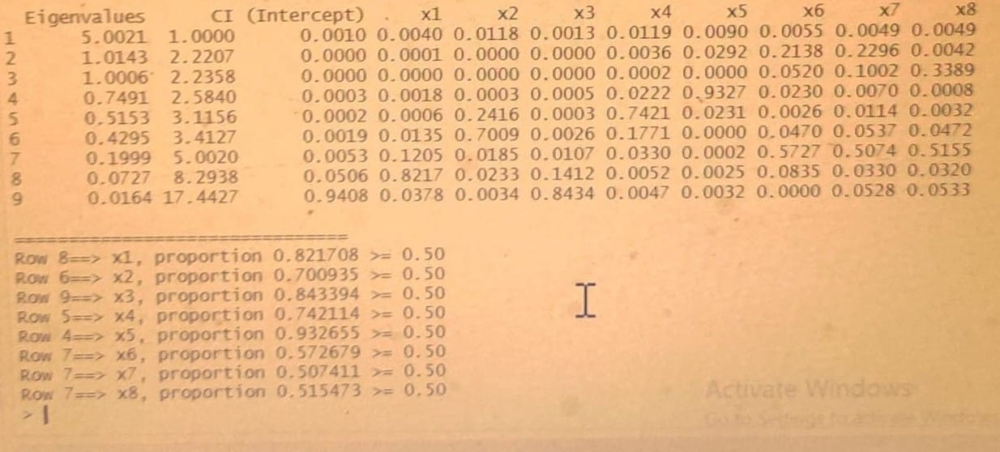 Eigenvalues CI (Intercept) x1 x2 x3 x4 x5 x6 x7 x8
1 5.0021 1.0000 0.0010 0.0040 0.0118 0.0013 0.0119 0.0090 0.0055 0.0049 0.0049
2 1.0143 2.2207 0.0000 0.0001 0.0000 0.0000 0.0036 0.0292 0.2138 0.2296 0.0042
3 1.0006 2.2358 0.0000 0.0000 0.0000 0.0000 0.0002 0.0000 0.0520 0.1002 0.3389
4 0.7491 2.5840 0.0003 0.0018 0.0003 0.0005 0.0222 0.9327 0.0230 0.0070 0.0008
5 0.5153 3.1156 0.0002 0.0006 0.2416 0.0003 0.7421 0.0231 0.0026 0.0114 0.0032
6 0.4295 3.4127 0.0019 0.0135 0.7009 0.0026 0.1771 0.0000 0.0470 0.0537 0.0472
7 0.1999 5.0020 0.0053 0.1205 0.0185 0.0107 0.0330 0.0002 0.5727 0.5074 0.5155
8 0.0727 8.2938 0.0506 0.8217 0.0233 0.1412 0.0052 0.0025 0.0835 0.0330 0.0320
9 0.0164 17.4427 0.9408 0.0378 0.0034 0.8434 0.0047 0.0032 0.0000 0.0528 0.0533
===============================
Row 8==> x1, proportion 0.821708 >= 0.50
Row 6==> x2, proportion 0.700935 >= 0.50
Row 9==> x3, proportion 0.843394 >= 0.50
Row 5==> x4, proportion 0.742114 >= 0.50
Row 4==> x5, proportion 0.932655 >= 0.50
Row 7==> x6, proportion 0.572679 >= 0.50
Row 7==> x7, proportion 0.507411 >= 0.50
Row 7==> x8, proportion 0.515473 >= 0.50
>
Activate Windows
Go to Settings to activate Windows